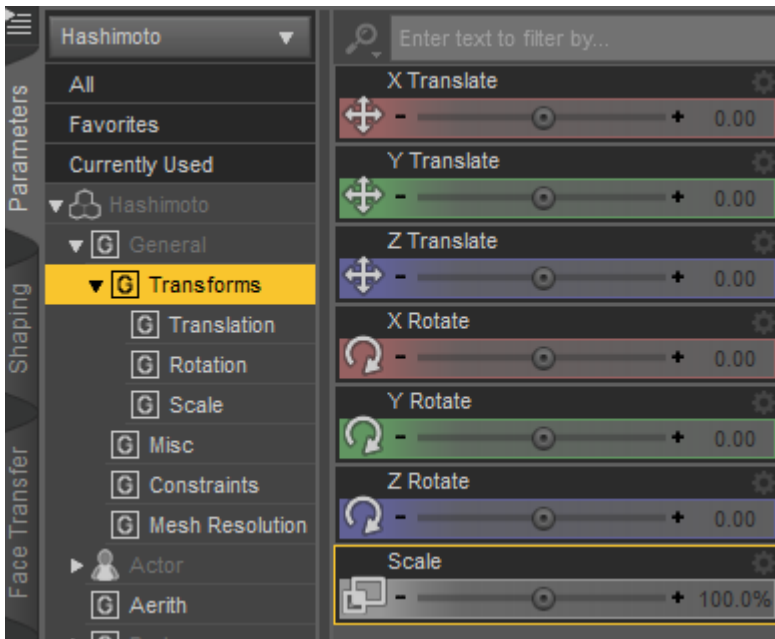 Parameters
Shaping
Face Transfer
Hashimoto
All
Favorites
Currently Used
Hashimoto
G General
G Transforms
G Translation
G Rotation
G Scale
G Misc
G Constraints
G Mesh Resolution
Actor
G Aerith
Enter text to filter by...
X Translate
- + 0.00
Y Translate
- + 0.00
Z Translate
- + 0.00
X Rotate
- + 0.00
Y Rotate
- + 0.00
Z Rotate
- + 0.00
Scale
- + 100.0%